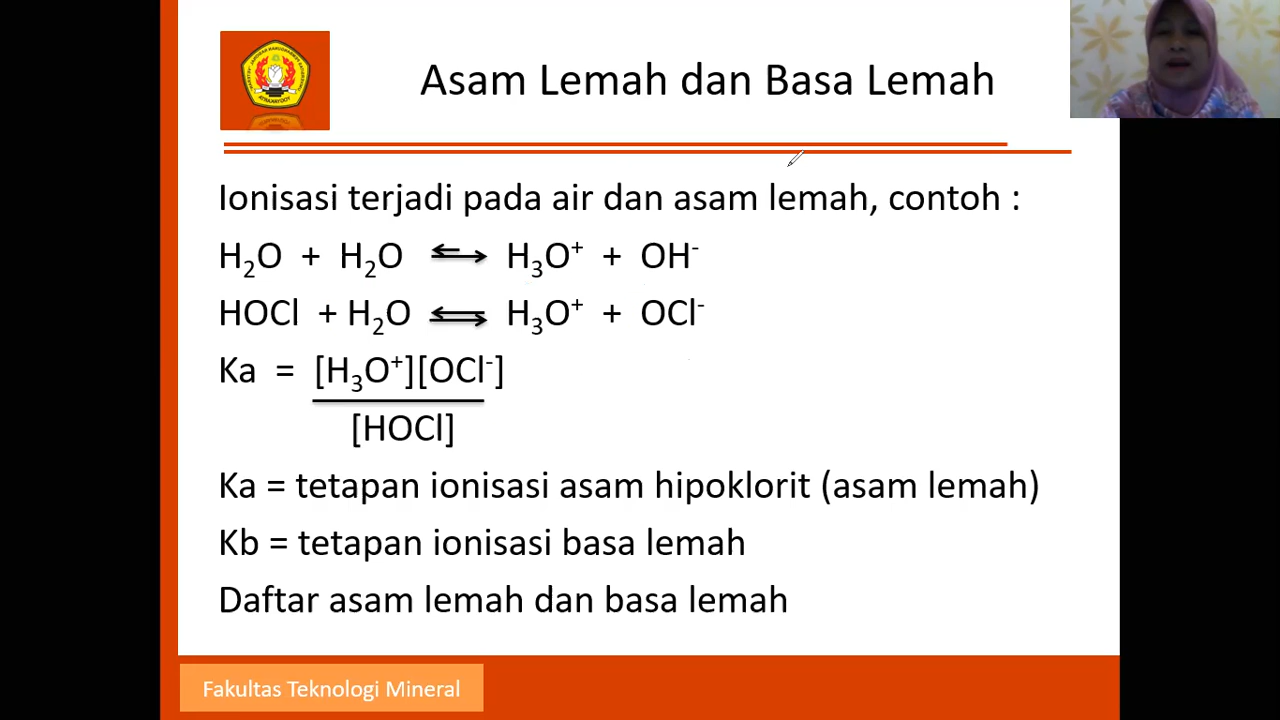 Asam Lemah dan Basa Lemah
Ionisasi terjadi pada air dan asam lemah, contoh :
H₂O + H₂O ⇌ H₃O⁺ + OH⁻
HOCl + H₂O ⇌ H₃O⁺ + OCl⁻
Ka = [H₃O⁺][OCl⁻]
[HOCl]
Ka = tetapan ionisasi asam hipoklorit (asam lemah)
Kb = tetapan ionisasi basa lemah
Daftar asam lemah dan basa lemah
Fakultas Teknologi Mineral